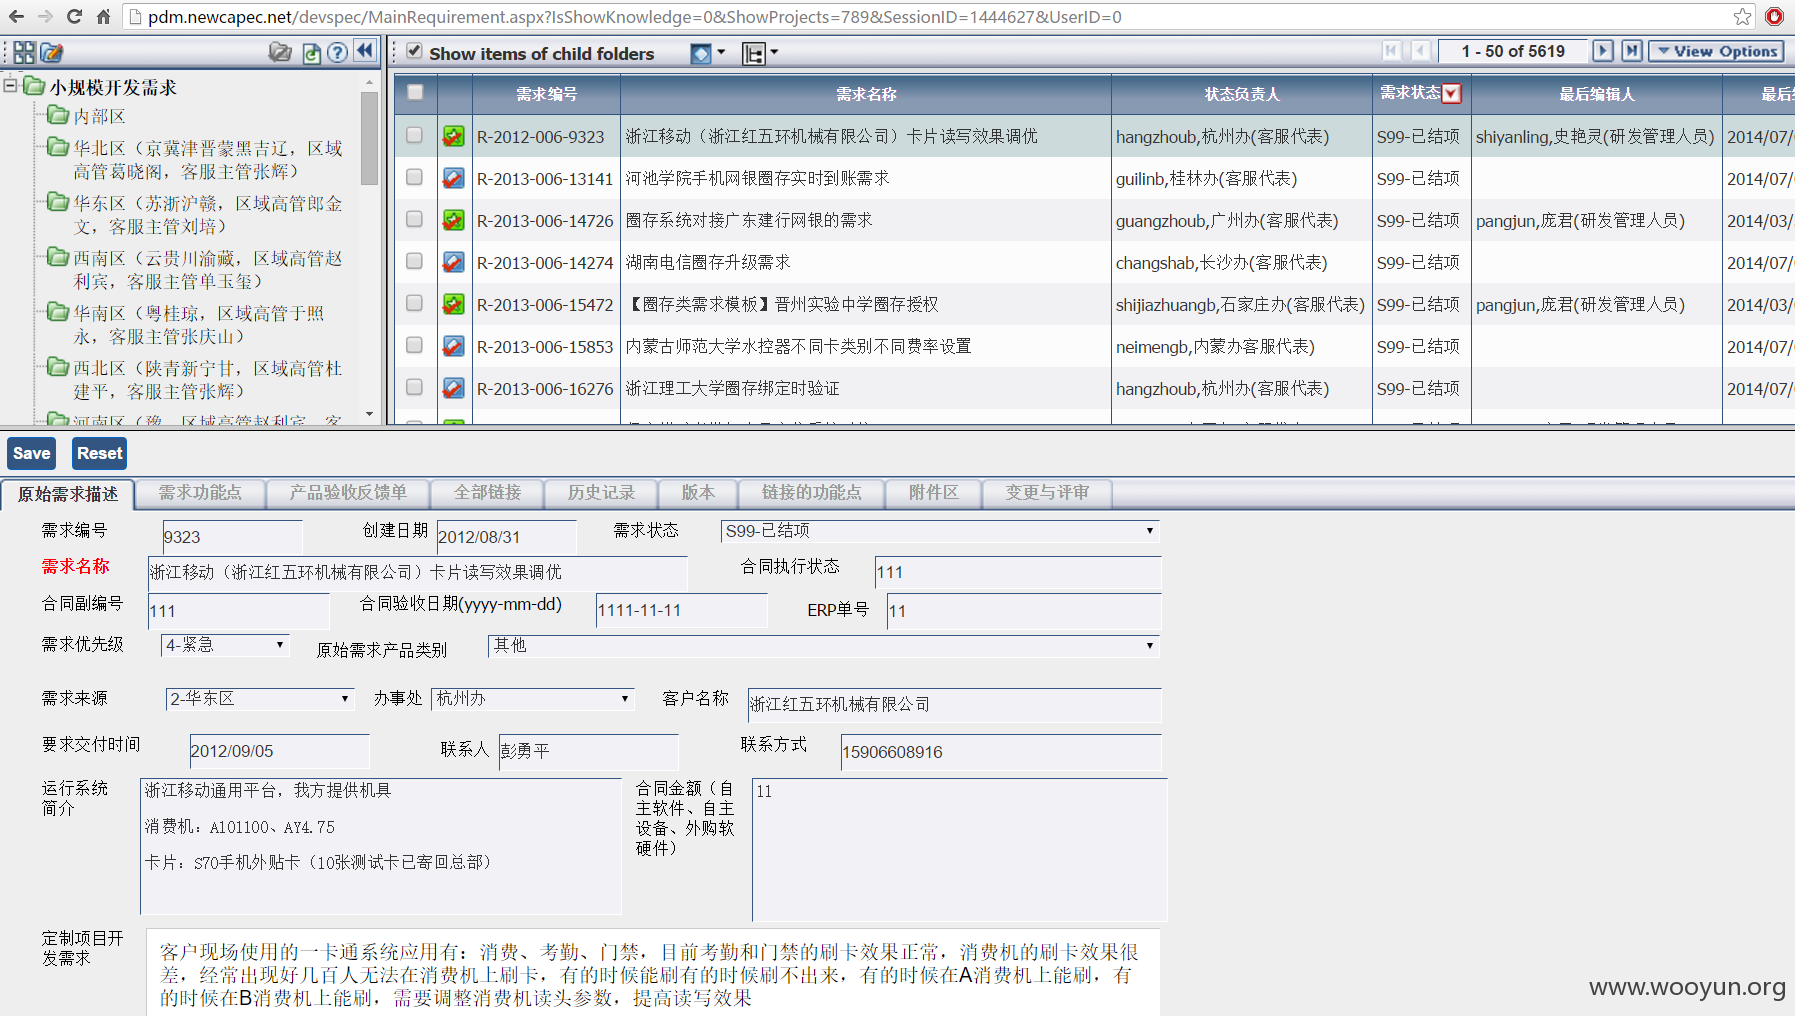 pdm.newcapec.net/devspec/MainRequirement.aspx?IsShowKnowledge=0&ShowProjects=789&SessionID=1444627&UserID=0
Show items of child folders
1 - 50 of 5619
View Options
小规模开发需求
内部区
华北区（京冀津晋蒙黑吉辽，区域
高管葛晓阁，客服主管张辉）
华东区（苏浙沪赣，区域高管郎金
文，客服主管刘培）
西南区（云贵川渝藏，区域高管赵
利宾，客服主管单玉玺）
华南区（粤桂琼，区域高管于照
永，客服主管张庆山）
西北区（陕青新宁甘，区域高管杜
建平，客服主管张辉）
河南区（豫，区域高管赵利宾，客
需求编号 需求名称 状态负责人 需求状态 最后编辑人 最后
R-2012-006-9323 浙江移动（浙江红五环机械有限公司）卡片读写效果调优 hangzhoub,杭州办(客服代表) S99-已结项 shiyanling,史艳灵(研发管理人员) 2014/07/
R-2013-006-13141 河池学院手机网银圈存实时到账需求 guilinb,桂林办(客服代表) S99-已结项 2014/07/
R-2013-006-14726 圈存系统对接广东建行网银的需求 guangzhoub,广州办(客服代表) S99-已结项 pangjun,庞君(研发管理人员) 2014/03/
R-2013-006-14274 湖南电信圈存升级需求 changshab,长沙办(客服代表) S99-已结项 2014/07/
R-2013-006-15472 【圈存类需求模板】晋州实验中学圈存授权 shijiazhuangb,石家庄办(客服代表) S99-已结项 pangjun,庞君(研发管理人员) 2014/03/
R-2013-006-15853 内蒙古师范大学水控器不同卡类别不同费率设置 neimengb,内蒙办客服代表) S99-已结项 2014/07/
R-2013-006-16276 浙江理工大学圈存绑定时验证 hangzhoub,杭州办(客服代表) S99-已结项 2014/07/
Save Reset
原始需求描述 需求功能点 产品验收反馈单 全部链接 历史记录 版本 链接的功能点 附件区 变更与评审
需求编号 9323 创建日期 2012/08/31 需求状态 S99-已结项
需求名称 浙江移动（浙江红五环机械有限公司）卡片读写效果调优 合同执行状态 111
合同副编号 111 合同验收日期(yyyy-mm-dd) 1111-11-11 ERP单号 11
需求优先级 4-紧急 原始需求产品类别 其他
需求来源 2-华东区 办事处 杭州办 客户名称 浙江红五环机械有限公司
要求交付时间 2012/09/05 联系人 彭勇平 联系方式 15906608916
运行系统
简介
浙江移动通用平台，我方提供机具
消费机：A101100、AY4.75
卡片：S70手机外贴卡（10张测试卡已寄回总部）
合同金额（自
主软件、自主
设备、外购软
硬件）
11
定制项目开
发需求
客户现场使用的一卡通系统应用有：消费、考勤、门禁，目前考勤和门禁的刷卡效果正常，消费机的刷卡效果很
差，经常出现好几百人无法在消费机上刷卡，有的时候能刷有的时候刷不出来，有的时候在A消费机上能刷，有
的时候在B消费机上能刷，需要调整消费机读头参数，提高读写效果
www.wooyun.org